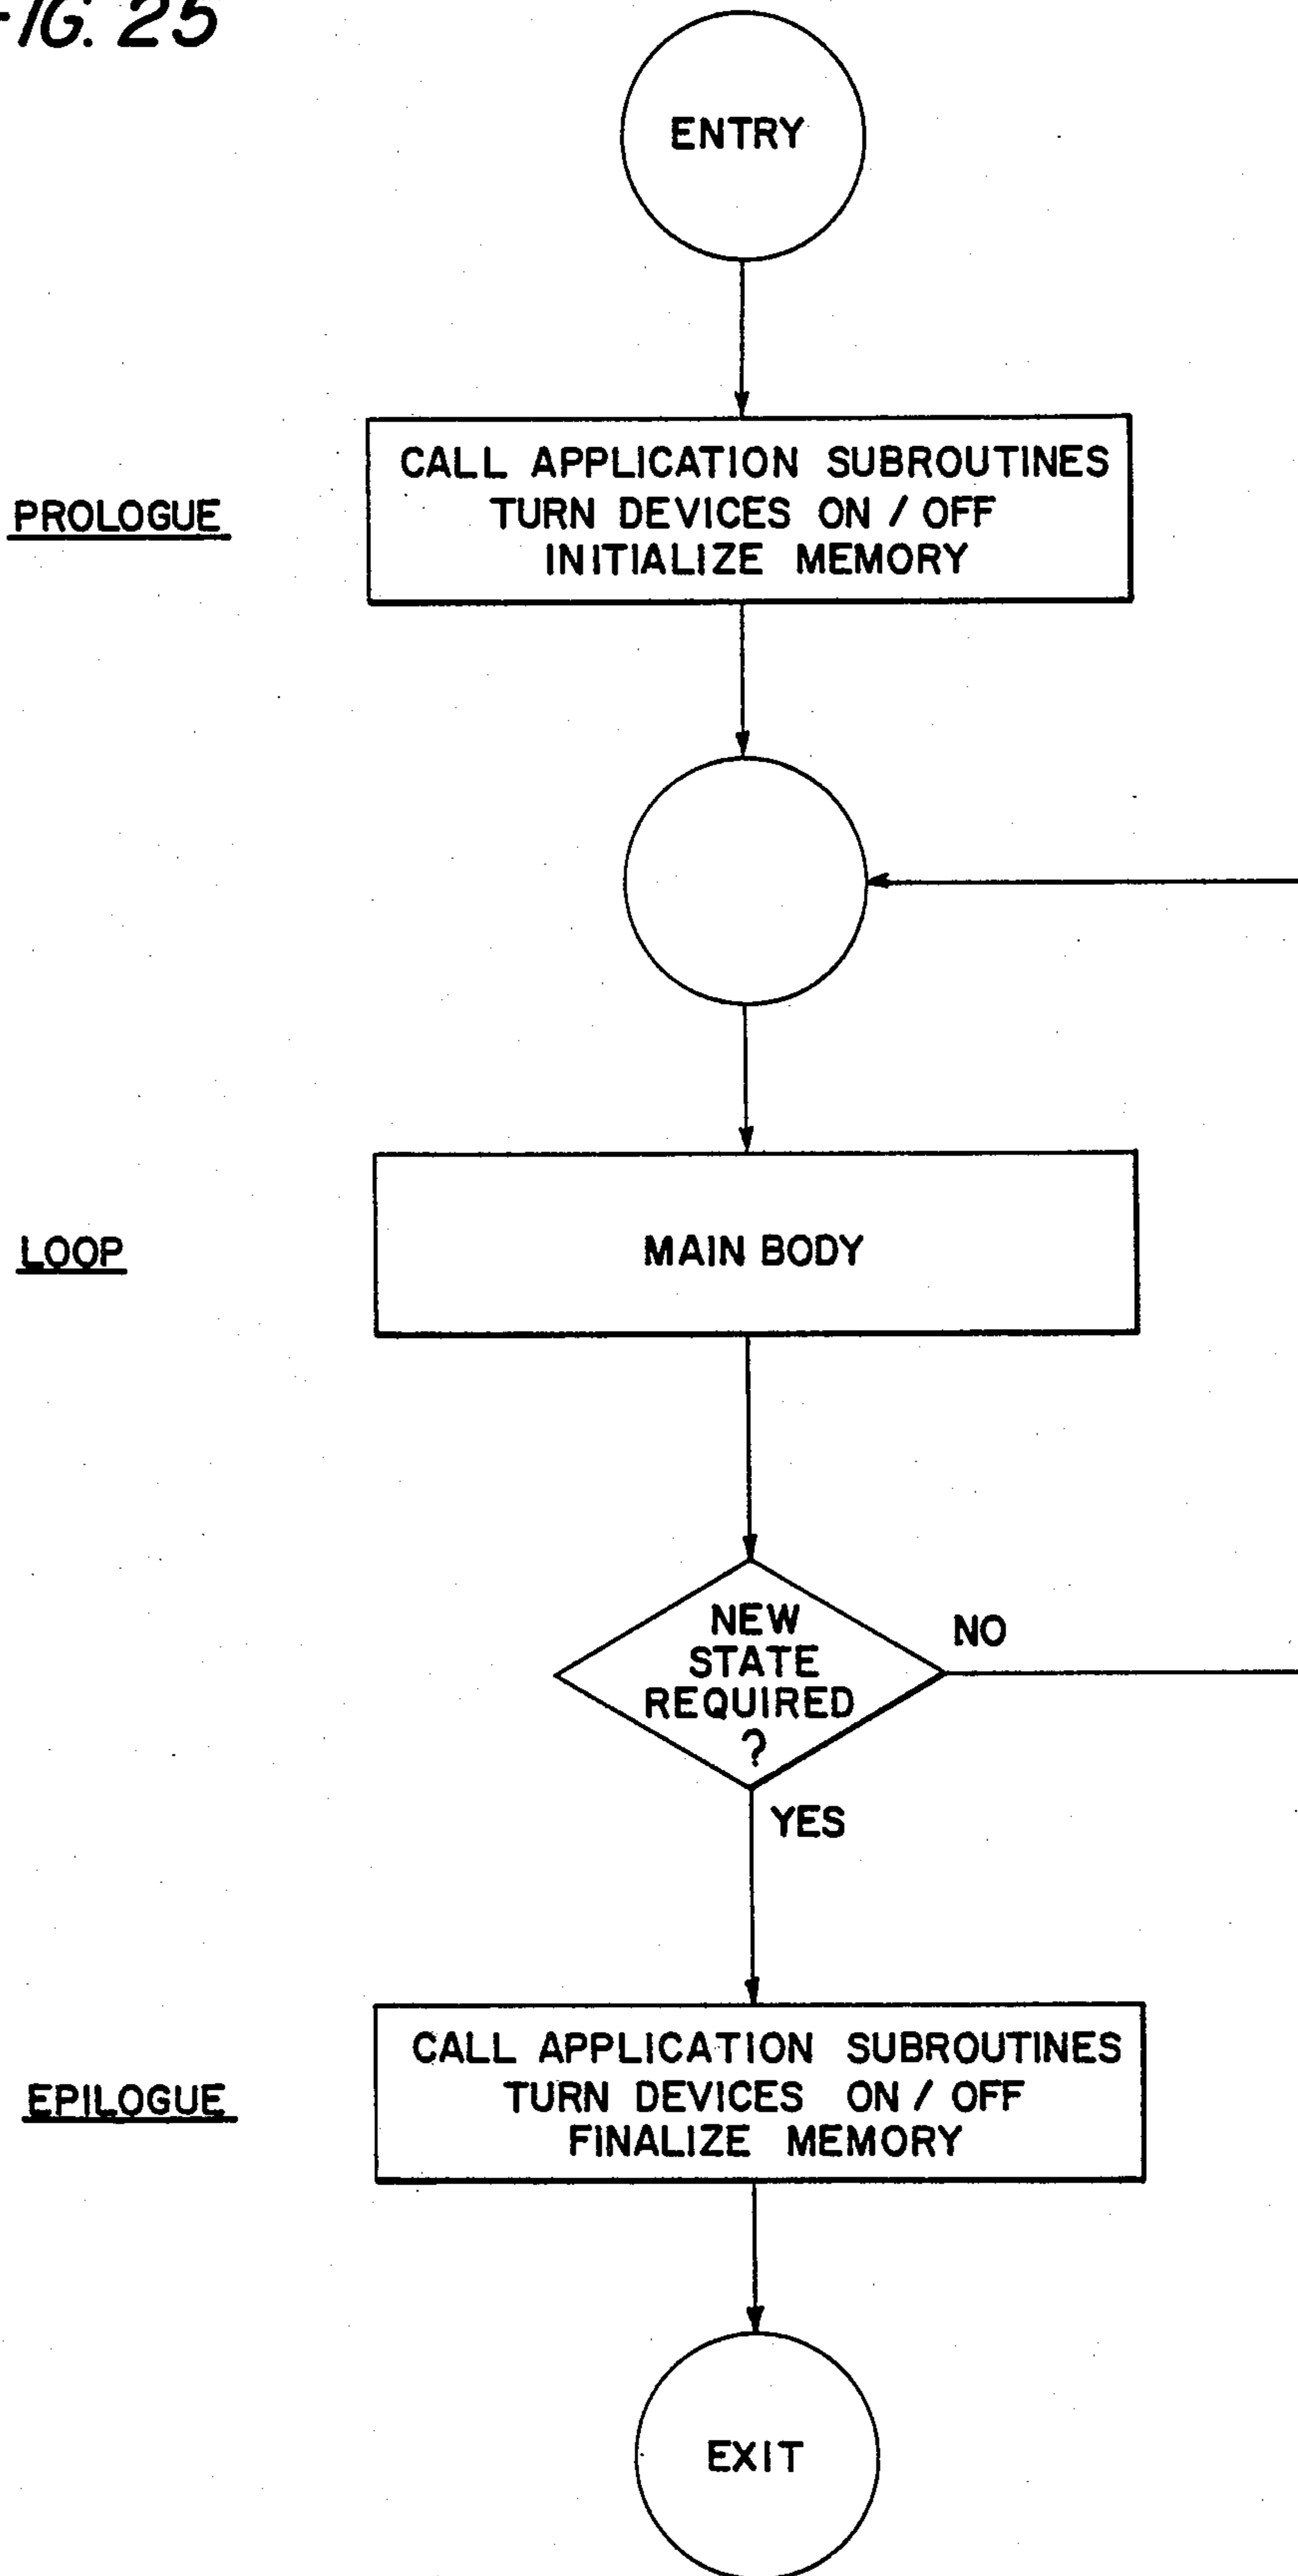 FIG. 25
ENTRY
PROLOGUE
CALL APPLICATION SUBROUTINES
TURN DEVICES ON / OFF
INITIALIZE MEMORY
LOOP
MAIN BODY
NEW
STATE
REQUIRED
?
NO
YES
EPILOGUE
CALL APPLICATION SUBROUTINES
TURN DEVICES ON / OFF
FINALIZE MEMORY
EXIT